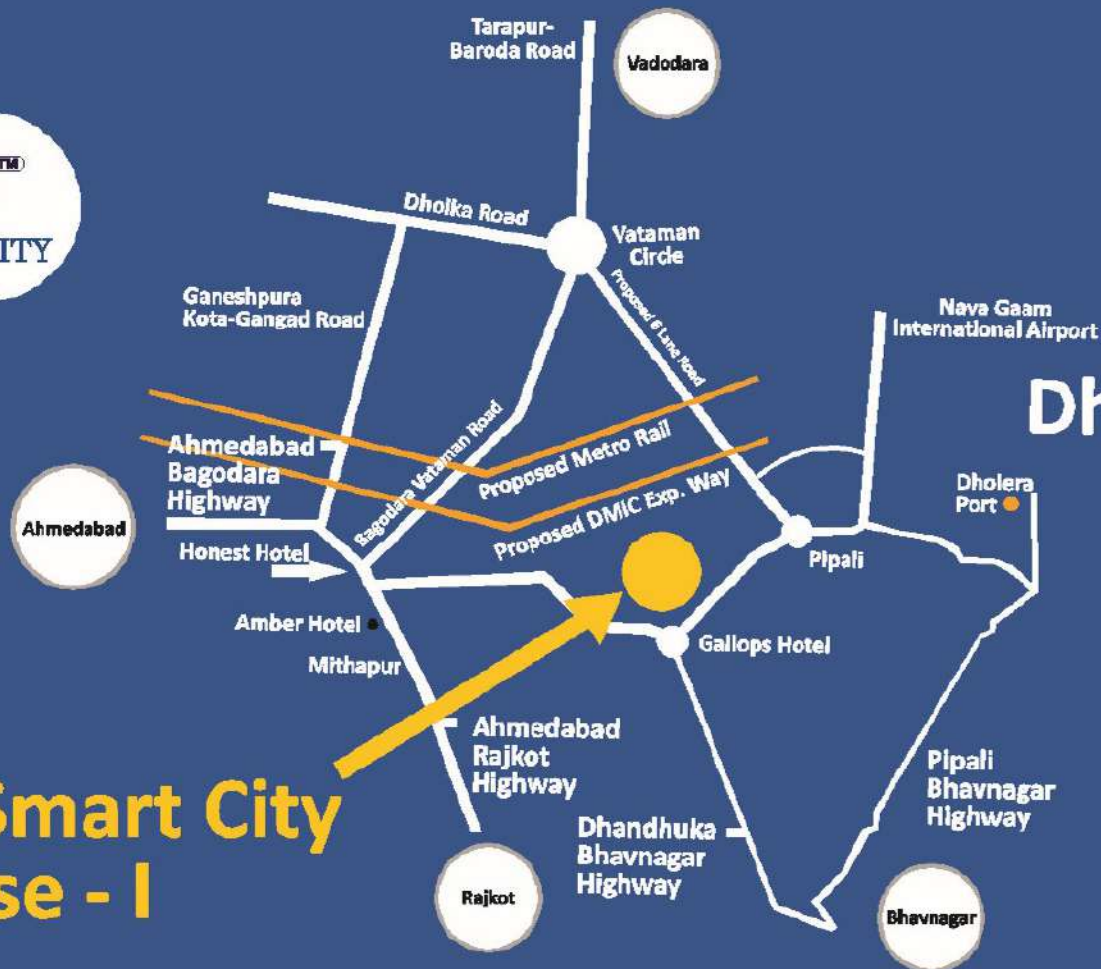 Tarapur-
Baroda Road
Vadodara
TM
Dholka Road
Vataman
Circle
Ganeshpura
Kota-Gangad Road
Proposed 6 Lane Road
Nava Gaam
International Airport
Ahmedabad
Bagodara
Highway
Bagodara Vataman Road
Proposed Metro Rail
Proposed DMIC Exp. Way
Dholera
Port
Ahmedabad
Honest Hotel
Pipali
Amber Hotel
Mithapur
Gallops Hotel
Ahmedabad
Rajkot
Highway
Pipali
Bhavnagar
Highway
Smart City
Dhandhuka
Bhavnagar
Highway
se - I
Rajkot
Bhavnagar